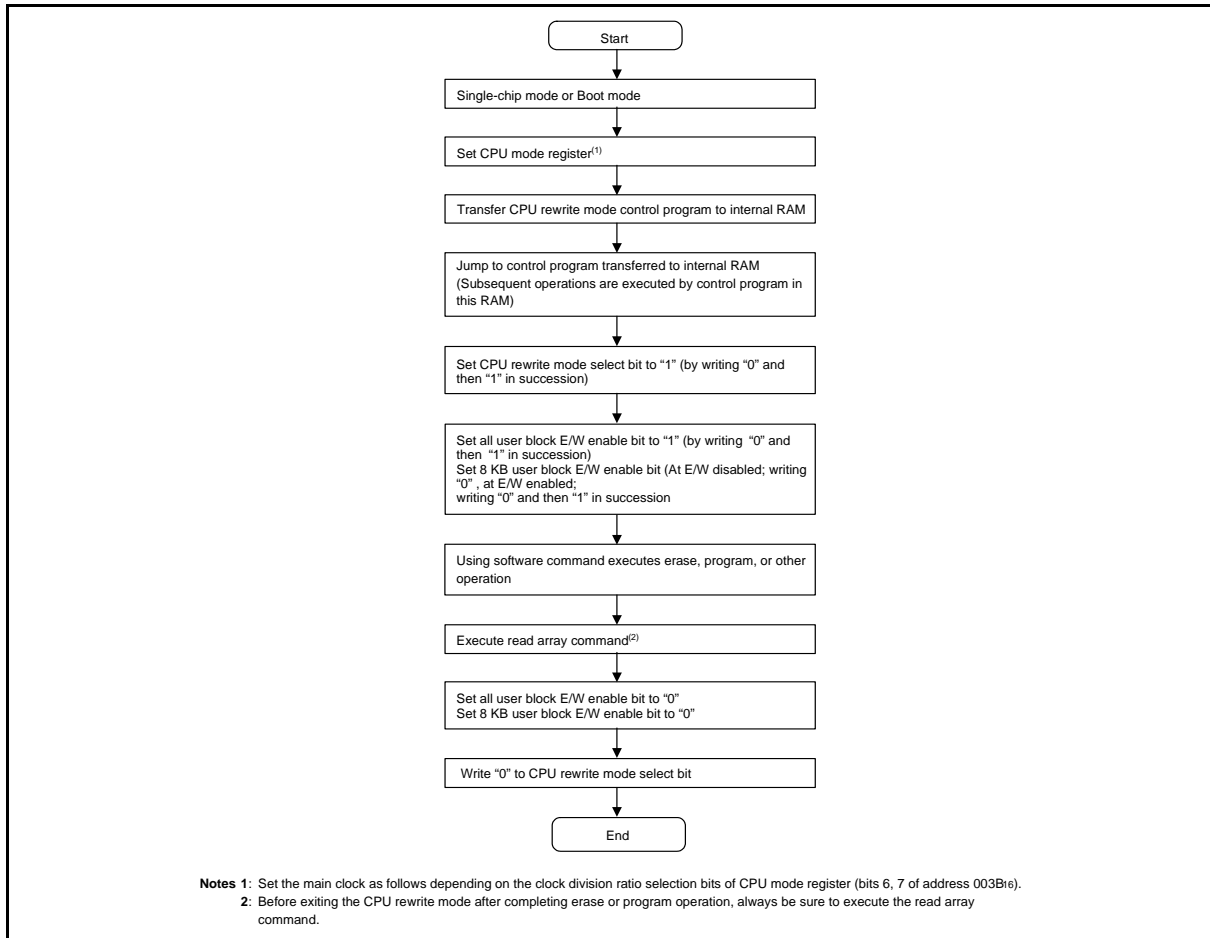 Start
Single-chip mode or Boot mode
Set CPU mode register(1)
Transfer CPU rewrite mode control program to internal RAM
Jump to control program transferred to internal RAM
(Subsequent operations are executed by control program in
this RAM)
Set CPU rewrite mode select bit to “1” (by writing “0” and
then “1” in succession)
Set all user block E/W enable bit to “1” (by writing “0” and
then “1” in succession)
Set 8 KB user block E/W enable bit (At E/W disabled; writing
“0” , at E/W enabled;
writing “0” and then “1” in succession
Using software command executes erase, program, or other
operation
Execute read array command(2)
Set all user block E/W enable bit to “0”
Set 8 KB user block E/W enable bit to “0”
Write “0” to CPU rewrite mode select bit
End
Notes 1: Set the main clock as follows depending on the clock division ratio selection bits of CPU mode register (bits 6, 7 of address 003B16).
2: Before exiting the CPU rewrite mode after completing erase or program operation, always be sure to execute the read array
command.